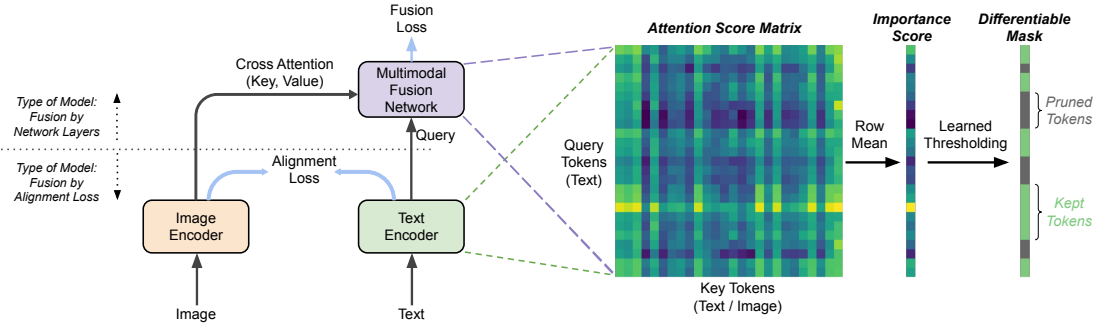 Fusion
Loss
Cross Attention
(Key, Value)
Multimodal
Fusion
Network
Type of Model:
Fusion by
Network Layers
Query
Type of Model:
Fusion by
Alignment Loss
Alignment
Loss
Image
Encoder
Text
Encoder
Image
Text
Attention Score Matrix
Query
Tokens
(Text)
Key Tokens
(Text / Image)
Row
Mean
Importance
Score
Learned
Thresholding
Differentiable
Mask
Pruned
Tokens
Kept
Tokens